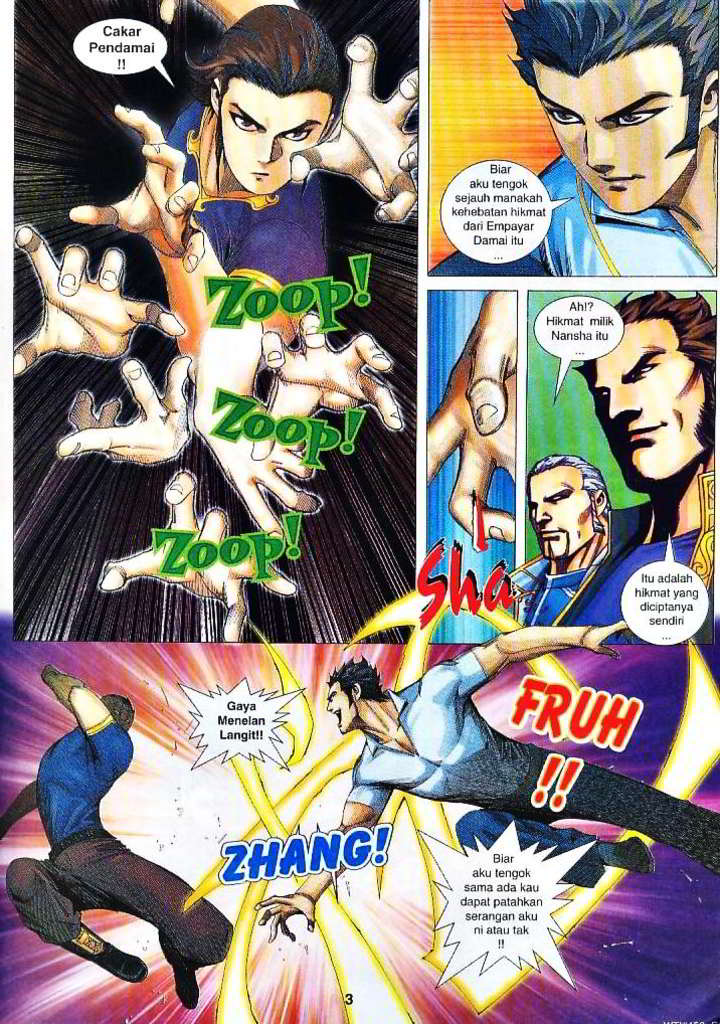 Cakar
Pendamai
!!
Zoop!
Zoop!
Zoop!
Biar
aku tengok
sejauh manakah
kehebatan hikmat
dari Empayar
Damai itu
...
Ah!?
Hikmat milik
Nansha itu
...
Itu adalah
hikmat yang
diciptanya
sendiri
...
Sha!
Gaya
Menelan
Langit!!
FRUH
!!
ZHANG!
Biar
aku tengok
sama ada kau
dapat patahkan
serangan aku
ni atau tak
!!
3